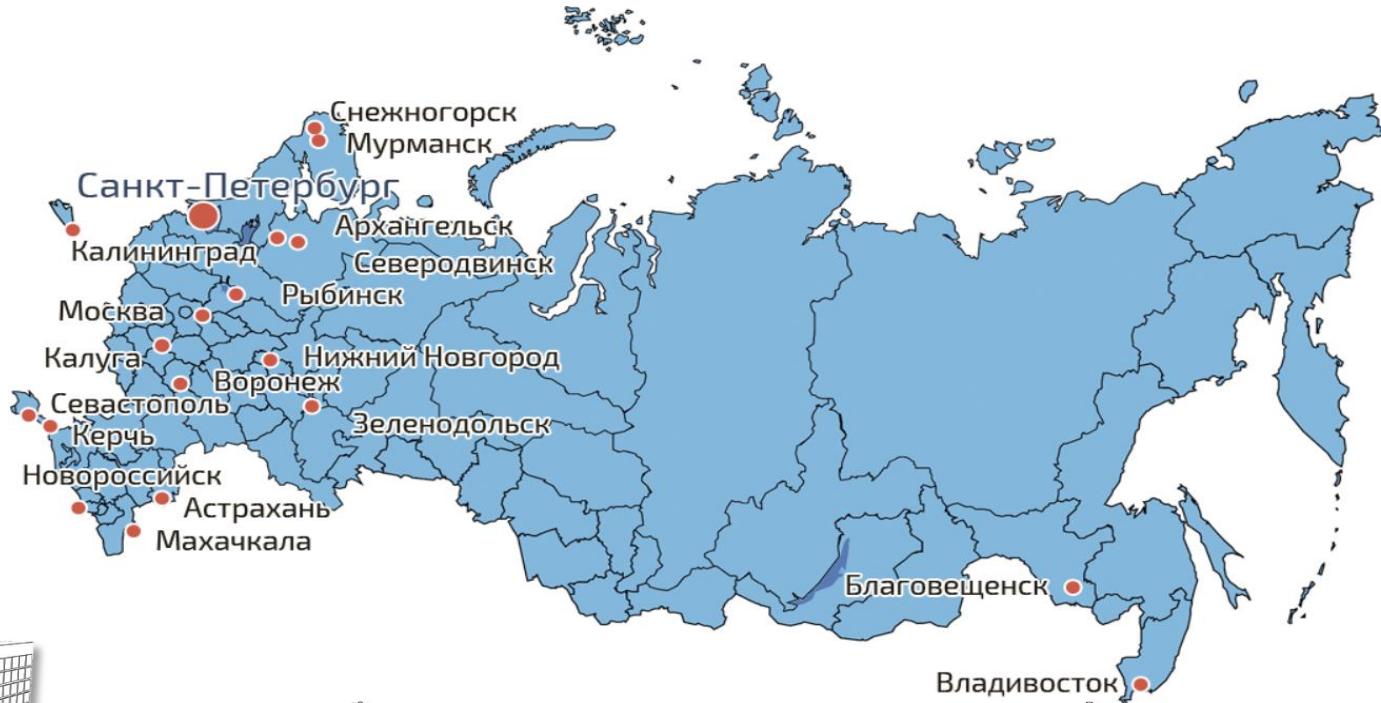 Снежногорск
Мурманск
Санкт-Петербург
Архангельск
Калининград
Северодвинск
Рыбинск
Москва
Калуга
Нижний Новгород
Воронеж
Севастополь
Зеленодольск
Керчь
Новороссийск
Астрахань
Махачкала
Благовещенск
Владивосток